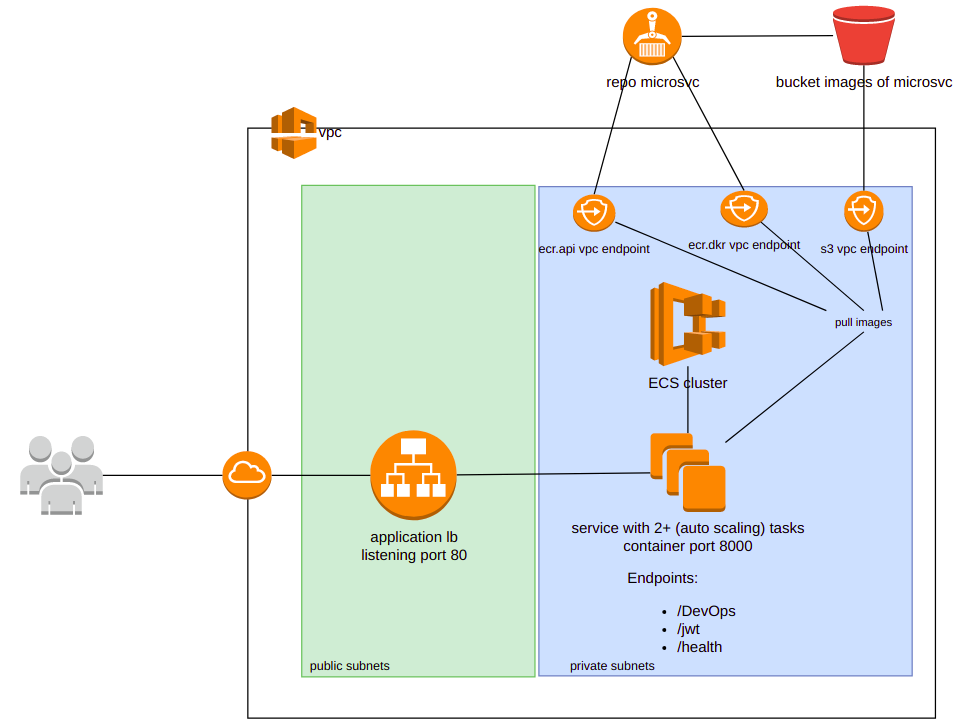 repo microsvc
bucket images of microsvc
vpc
ecr.api vpc endpoint
ecr.dkr vpc endpoint
s3 vpc endpoint
pull images
ECS cluster
application lb
listening port 80
service with 2+ (auto scaling) tasks
container port 8000
Endpoints:
• /DevOps
• /jwt
• /health
public subnets
private subnets